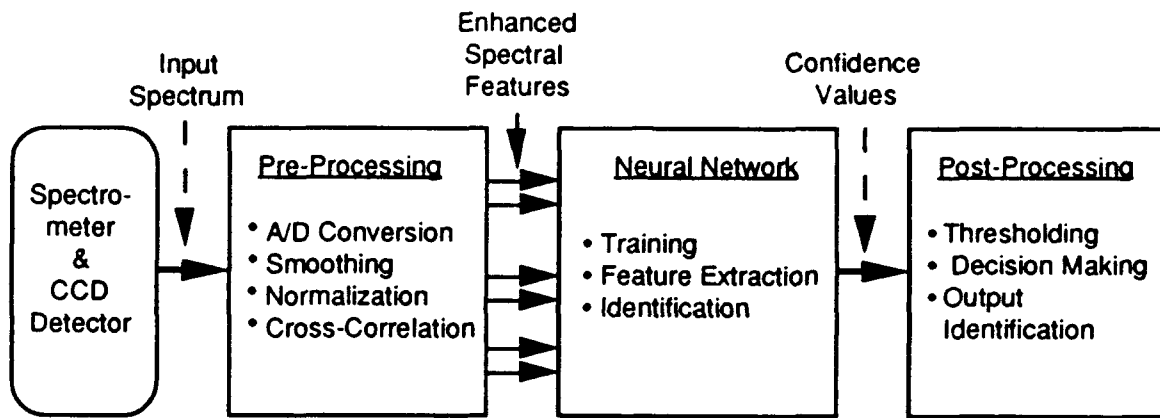 Input
Spectrum
Enhanced
Spectral
Features
Confidence
Values
Spectro-
meter
&
CCD
Detector
Pre-Processing
• A/D Conversion
• Smoothing
• Normalization
• Cross-Correlation
Neural Network
• Training
• Feature Extraction
• Identification
Post-Processing
• Thresholding
• Decision Making
• Output
Identification